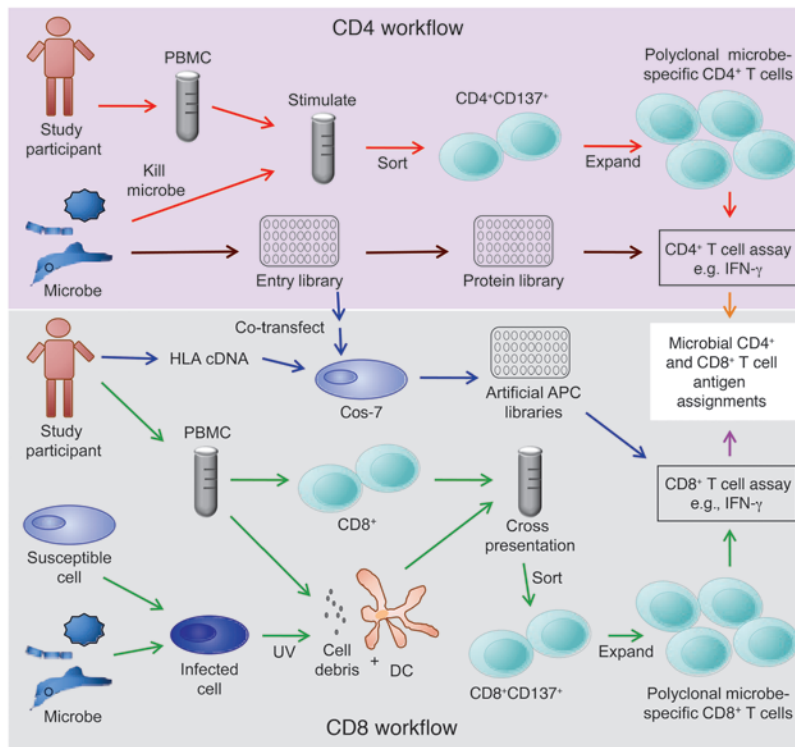 CD4 workflow
PBMC
Study
participant
Stimulate
CD4⁺CD137⁺
Polyclonal microbe-
specific CD4⁺ T cells
Kill
microbe
Sort
Expand
Microbe
Entry library
Protein library
CD4⁺ T cell assay
e.g. IFN-γ
Co-transfect
HLA cDNA
Cos-7
Artificial APC
libraries
Microbial CD4⁺
and CD8⁺ T cell
antigen
assignments
Study
participant
PBMC
CD8⁺
Cross
presentation
CD8⁺ T cell assay
e.g., IFN-γ
Susceptible
cell
Sort
Infected
cell
UV
Cell
debris
+
DC
CD8⁺CD137⁺
Expand
Polyclonal microbe-
specific CD8⁺ T cells
Microbe
CD8 workflow